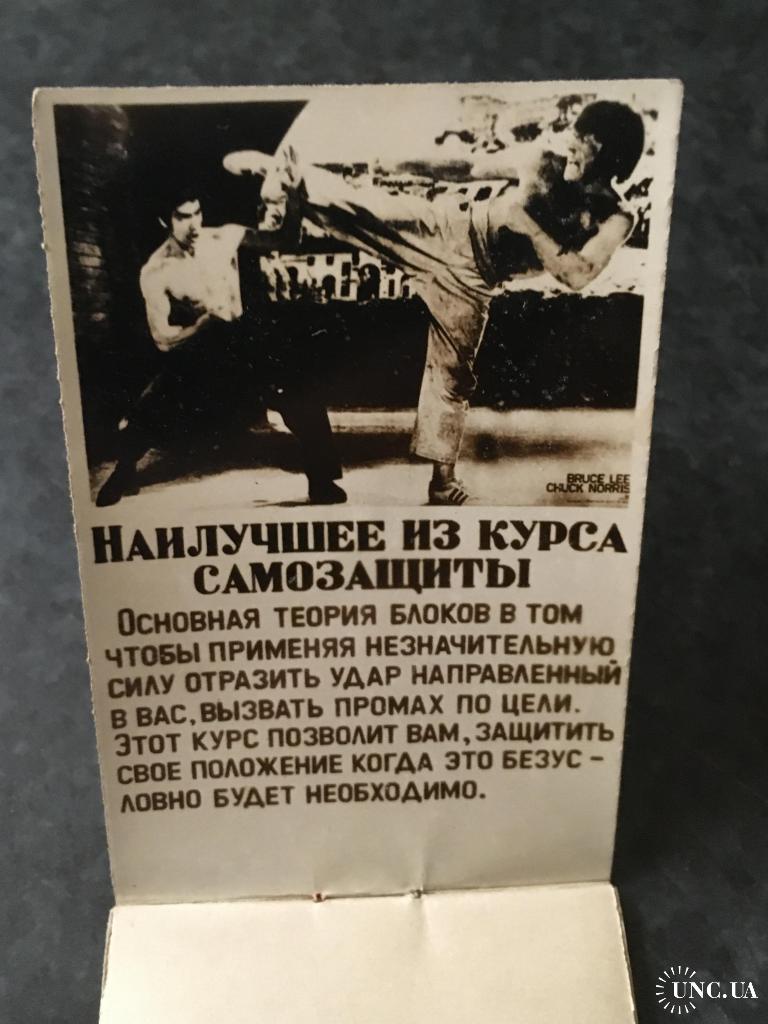 BRUCE LEE
CHUCK NORRIS
НАИЛУЧШЕЕ ИЗ КУРСА
САМОЗАЩИТЫ
ОСНОВНАЯ ТЕОРИЯ БЛОКОВ В ТОМ
ЧТОБЫ ПРИМЕНЯЯ НЕЗНАЧИТЕЛЬНУЮ
СИЛУ ОТРАЗИТЬ УДАР НАПРАВЛЕННЫЙ
В ВАС, ВЫЗВАТЬ ПРОМАХ ПО ЦЕЛИ.
ЭТОТ КУРС ПОЗВОЛИТ ВАМ, ЗАЩИТИТЬ
СВОЕ ПОЛОЖЕНИЕ КОГДА ЭТО БЕЗУС-
ЛОВНО БУДЕТ НЕОБХОДИМО.
UNC.UA